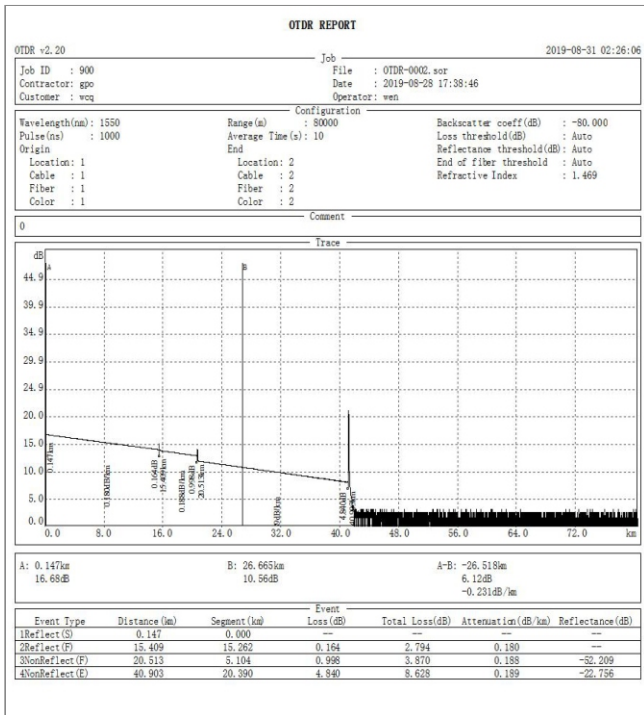 OTDR REPORT
OTDR v2.20 2019-08-31 02:26:06
Job
Job ID : 900 File : OTDR-0002.sor
Contractor: gpo Date : 2019-08-28 17:38:46
Customer : wcq Operator: wen
Configuration
Wavelength(nm): 1550 Range(m) : 80000 Backscatter coeff(dB) : -80.000
Pulse(ns) : 1000 Average Time(s): 10 Loss threshold(dB) : Auto
Origin End Reflectance threshold(dB): Auto
Location: 1 Location: 2 End of fiber threshold : Auto
Cable : 1 Cable : 2 Refractive Index : 1.469
Fiber : 1 Fiber : 2
Color : 1 Color : 2
Comment
0
Trace
dB
A B
44.9
39.9
34.9
29.9
24.9
20.0
15.0
10.0
5.0
0.0
0.147km
0.180dB/km
0.164dB
15.409km
0.188dB/km
0.998dB
20.513km
4.840dB
0.0 8.0 16.0 24.0 32.0 40.0 48.0 56.0 64.0 72.0 km
A: 0.147km B: 26.665km A-B: -26.518km
16.68dB 10.56dB 6.12dB
-0.231dB/km
Event
Event Type Distance(km) Segment(km) Loss(dB) Total Loss(dB) Attenuation(dB/km) Reflectance(dB)
1Reflect(S) 0.147 0.000 -- -- -- --
2Reflect(F) 15.409 15.262 0.164 2.794 0.180 --
3NonReflect(F) 20.513 5.104 0.998 3.870 0.188 -52.209
4NonReflect(E) 40.903 20.390 4.840 8.628 0.189 -22.756